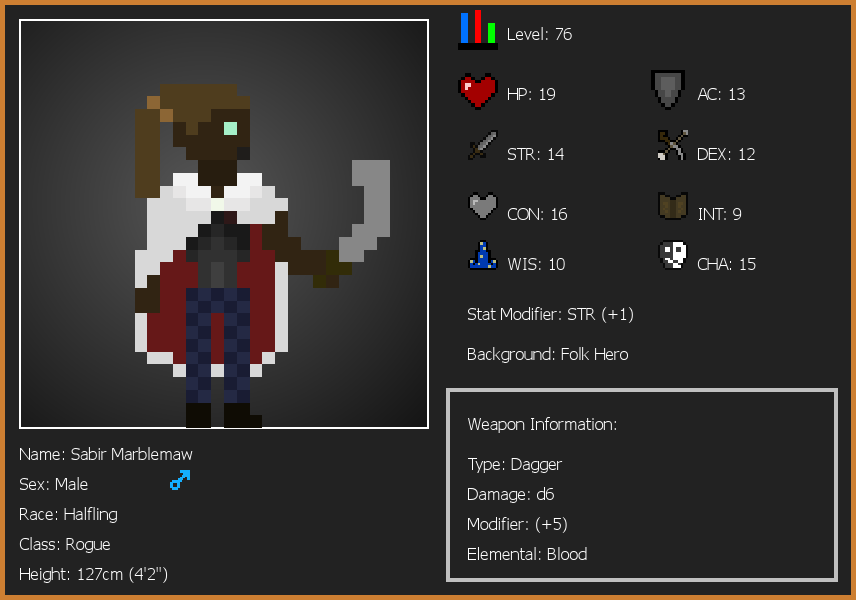 Level: 76
HP: 19
AC: 13
STR: 14
DEX: 12
CON: 16
INT: 9
WIS: 10
CHA: 15
Stat Modifier: STR (+1)
Background: Folk Hero
Weapon Information:
Type: Dagger
Damage: d6
Modifier: (+5)
Elemental: Blood
Name: Sabir Marblemaw
Sex: Male
Race: Halfling
Class: Rogue
Height: 127cm (4'2")